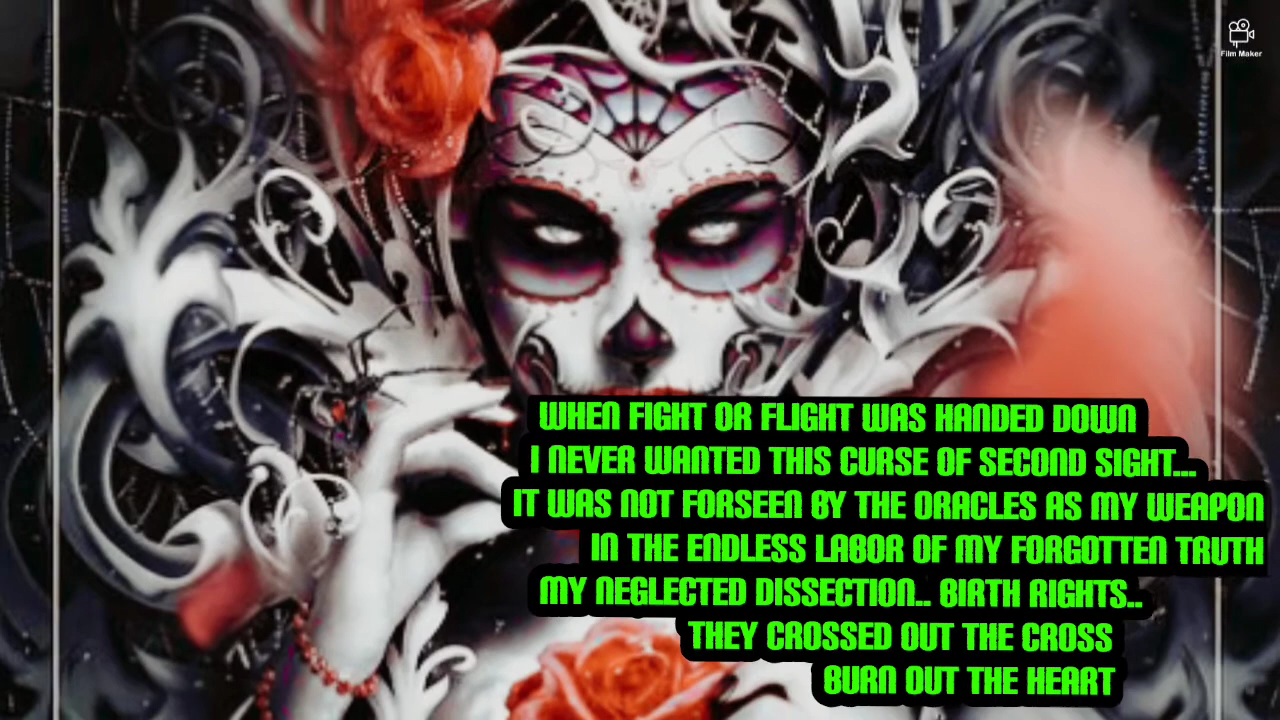 Film Maker
WHEN FIGHT OR FLIGHT WAS HANDED DOWN
I NEVER WANTED THIS CURSE OF SECOND SIGHT...
IT WAS NOT FORSEEN BY THE ORACLES AS MY WEAPON
IN THE ENDLESS LABOR OF MY FORGOTTEN TRUTH
MY NEGLECTED DISSECTION.. BIRTH RIGHTS..
THEY CROSSED OUT THE CROSS
BURN OUT THE HEART